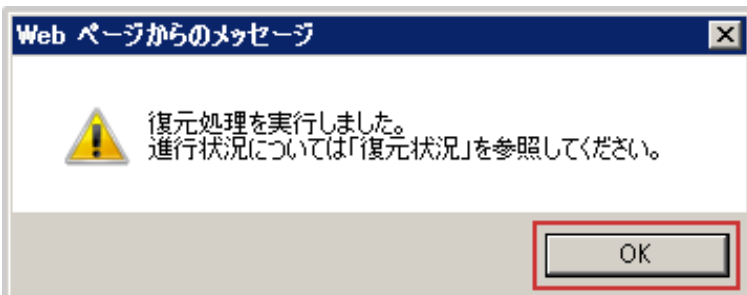 Web ページからのメッセージ
復元処理を実行しました。
進行状況については「復元状況」を参照してください。
OK